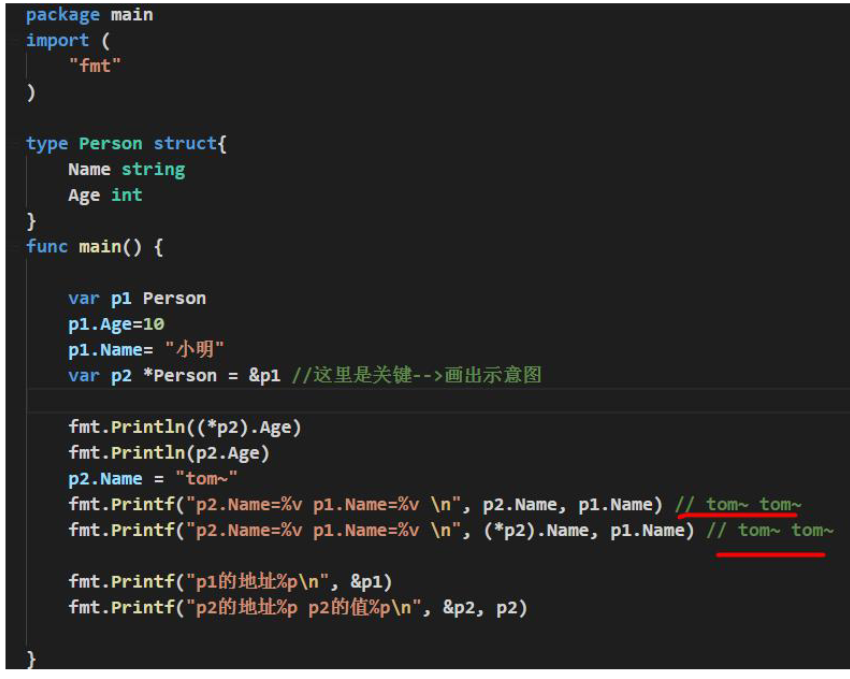 package main
import (
    "fmt"
)
type Person struct{
    Name string
    Age int
}
func main() {
    var p1 Person
    p1.Age=10
    p1.Name= "小明"
    var p2 *Person = &p1 //这里是关键-->画出示意图
    fmt.Println((*p2).Age)
    fmt.Println(p2.Age)
    p2.Name = "tom~"
    fmt.Printf("p2.Name=%v p1.Name=%v \n", p2.Name, p1.Name) // tom~ tom~
    fmt.Printf("p2.Name=%v p1.Name=%v \n", (*p2).Name, p1.Name) // tom~ tom~
    fmt.Printf("p1的地址%p\n", &p1)
    fmt.Printf("p2的地址%p p2的值%p\n", &p2, p2)
}